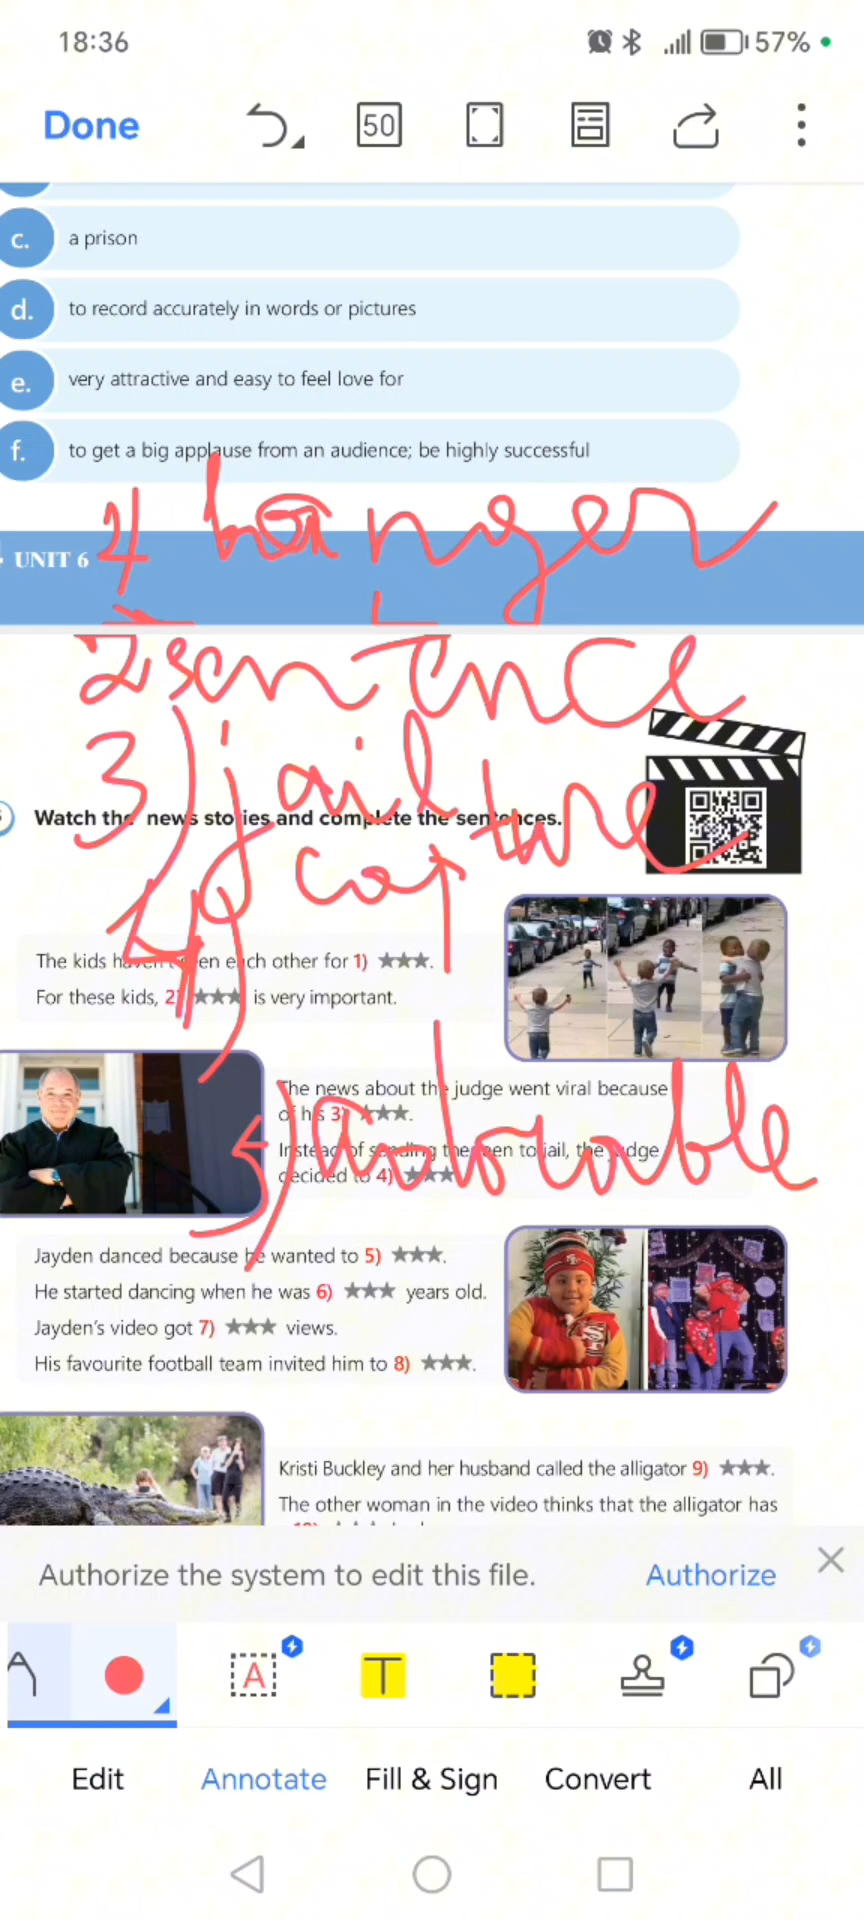 18:36
57%
Done
50
c. a prison
d. to record accurately in words or pictures
e. very attractive and easy to feel love for
f. to get a big applause from an audience; be highly successful
UNIT 6
2 sentence
3) jail
Watch the news stories and complete the sentences.
4) capture
The kids haven't seen each other for 1) ★★★.
For these kids, 2) ★★★ is very important.
The news about the judge went viral because
of his 3) ★★★.
5) adorable
Instead of sending the men to jail, the judge
decided to 4) ★★★
Jayden danced because he wanted to 5) ★★★.
He started dancing when he was 6) ★★★ years old.
Jayden's video got 7) ★★★ views.
His favourite football team invited him to 8) ★★★.
Kristi Buckley and her husband called the alligator 9) ★★★.
The other woman in the video thinks that the alligator has
Authorize the system to edit this file. Authorize
A T
Edit Annotate Fill & Sign Convert All